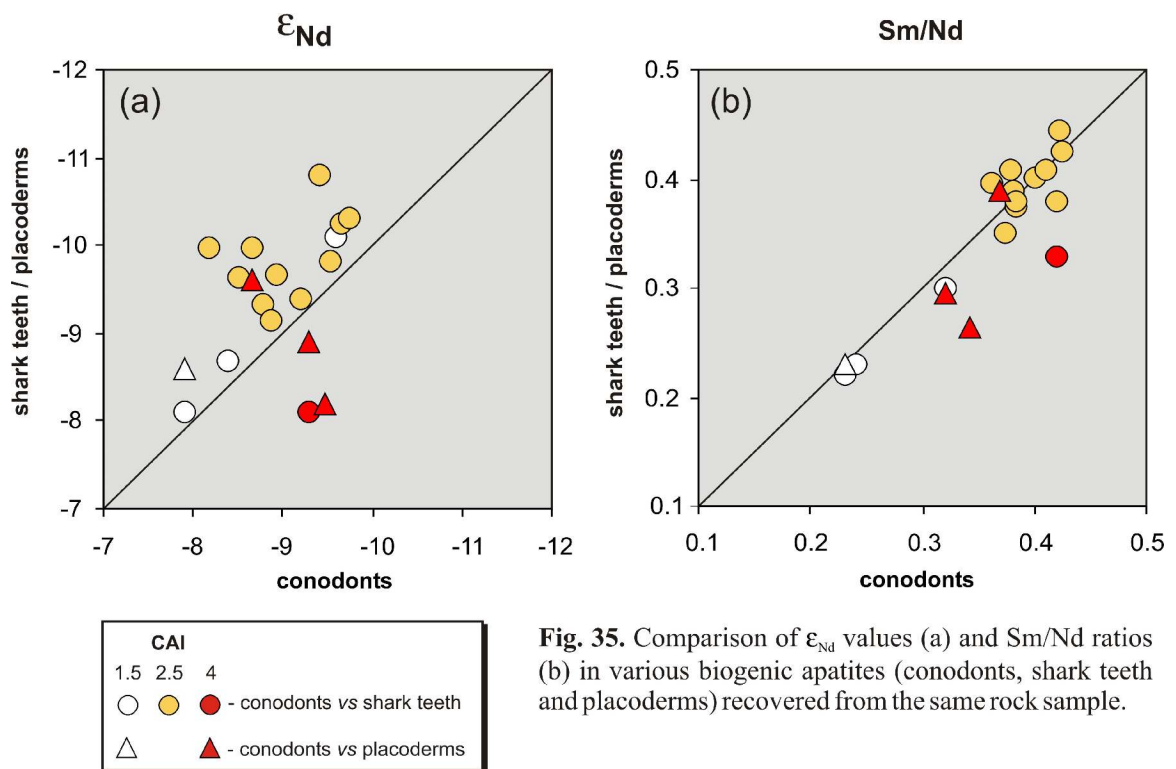 εNd
Sm/Nd
(a)
(b)
shark teeth / placoderms
-12
-11
-10
-9
-8
-7
-7 -8 -9 -10 -11 -12
conodonts
shark teeth / placoderms
0.5
0.4
0.3
0.2
0.1
0.1 0.2 0.3 0.4 0.5
conodonts
CAI
1.5 2.5 4
- conodonts vs shark teeth
- conodonts vs placoderms
Fig. 35. Comparison of εNd values (a) and Sm/Nd ratios
(b) in various biogenic apatites (conodonts, shark teeth
and placoderms) recovered from the same rock sample.